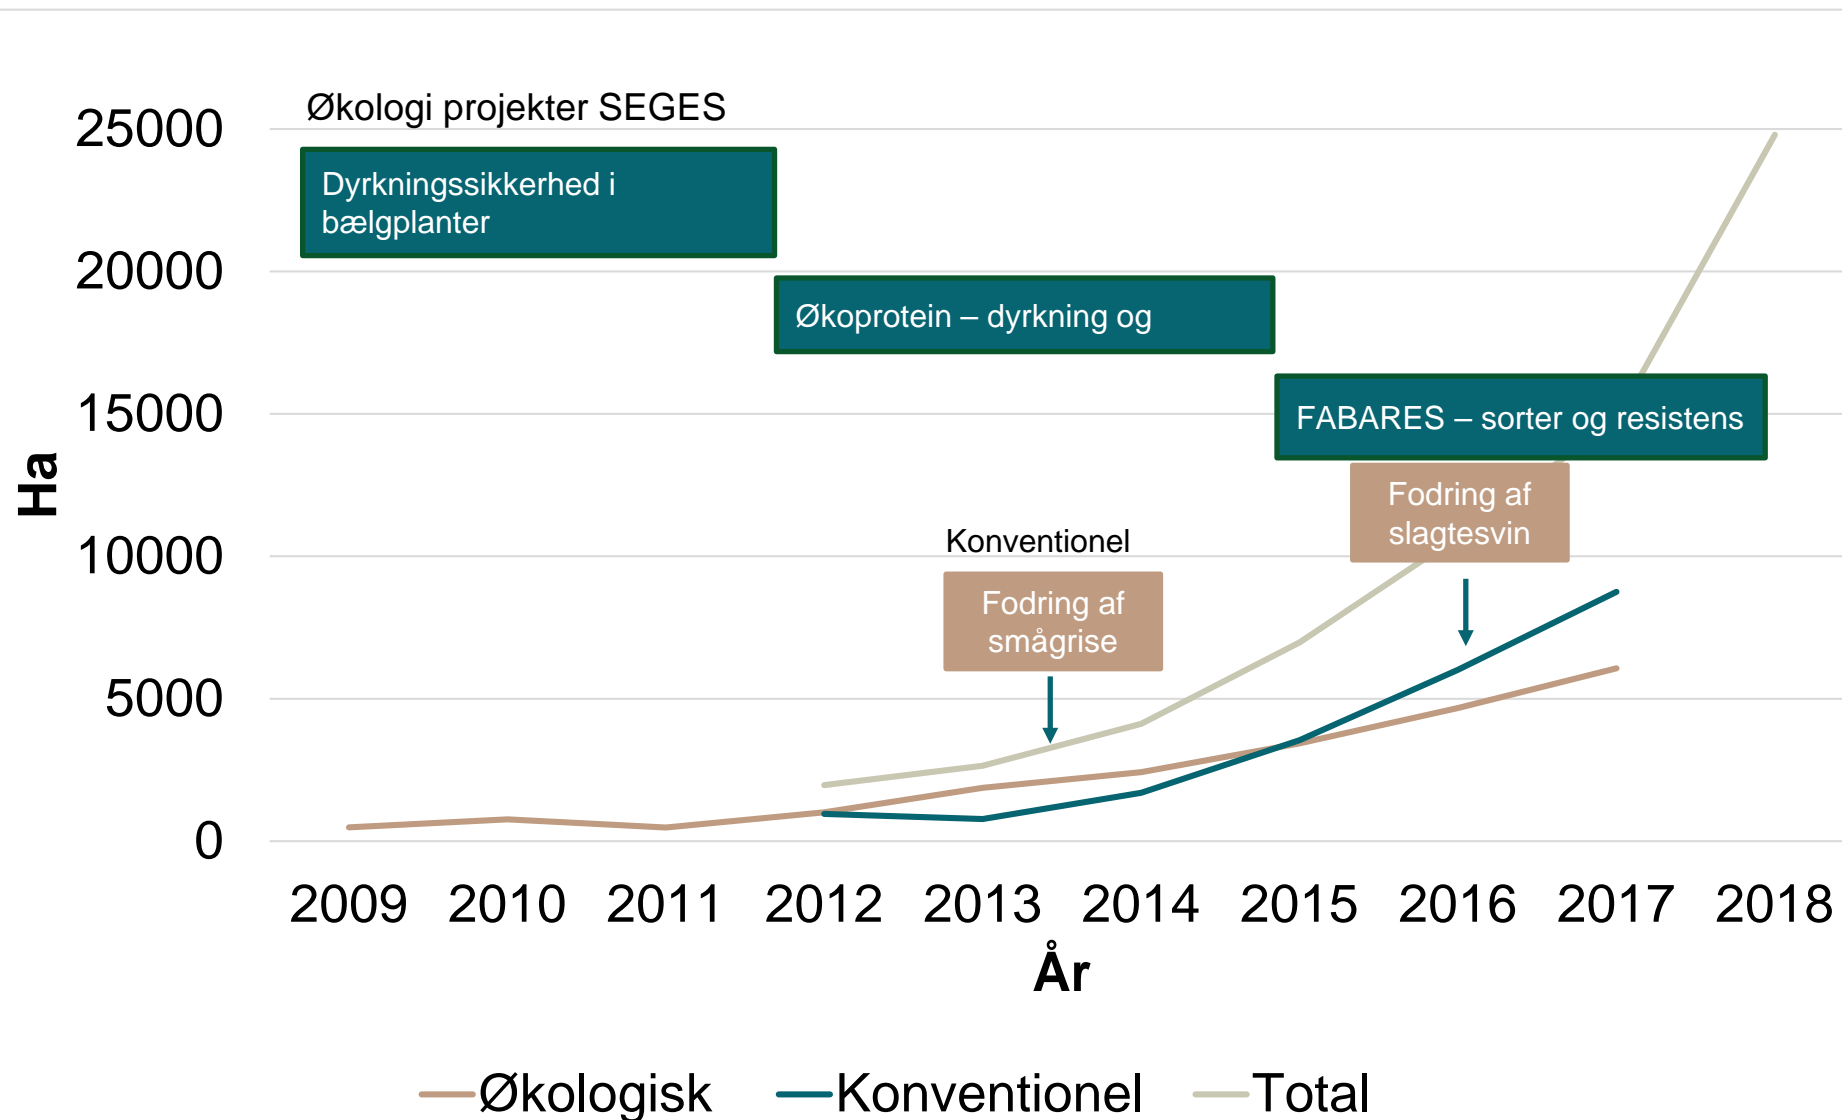 Økologi projekter SEGES
25000
Dyrkningssikkerhed i
bælgplanter
20000
Økoprotein – dyrkning og
15000
FABARES – sorter og resistens
Ha
Fodring af
slagtesvin
Konventionel
10000
Fodring af
smågrise
5000
0
2009 2010 2011 2012 2013 2014 2015 2016 2017 2018
År
Økologisk Konventionel Total